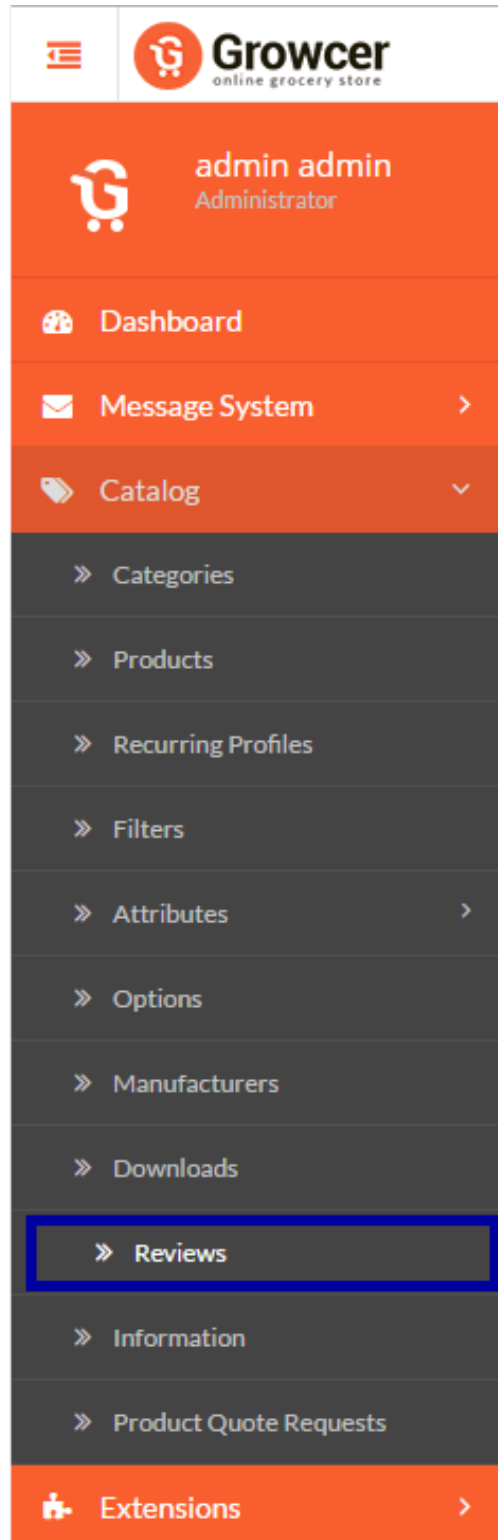 Growcer
online grocery store
admin admin
Administrator
Dashboard
Message System
Catalog
Categories
Products
Recurring Profiles
Filters
Attributes
Options
Manufacturers
Downloads
Reviews
Information
Product Quote Requests
Extensions